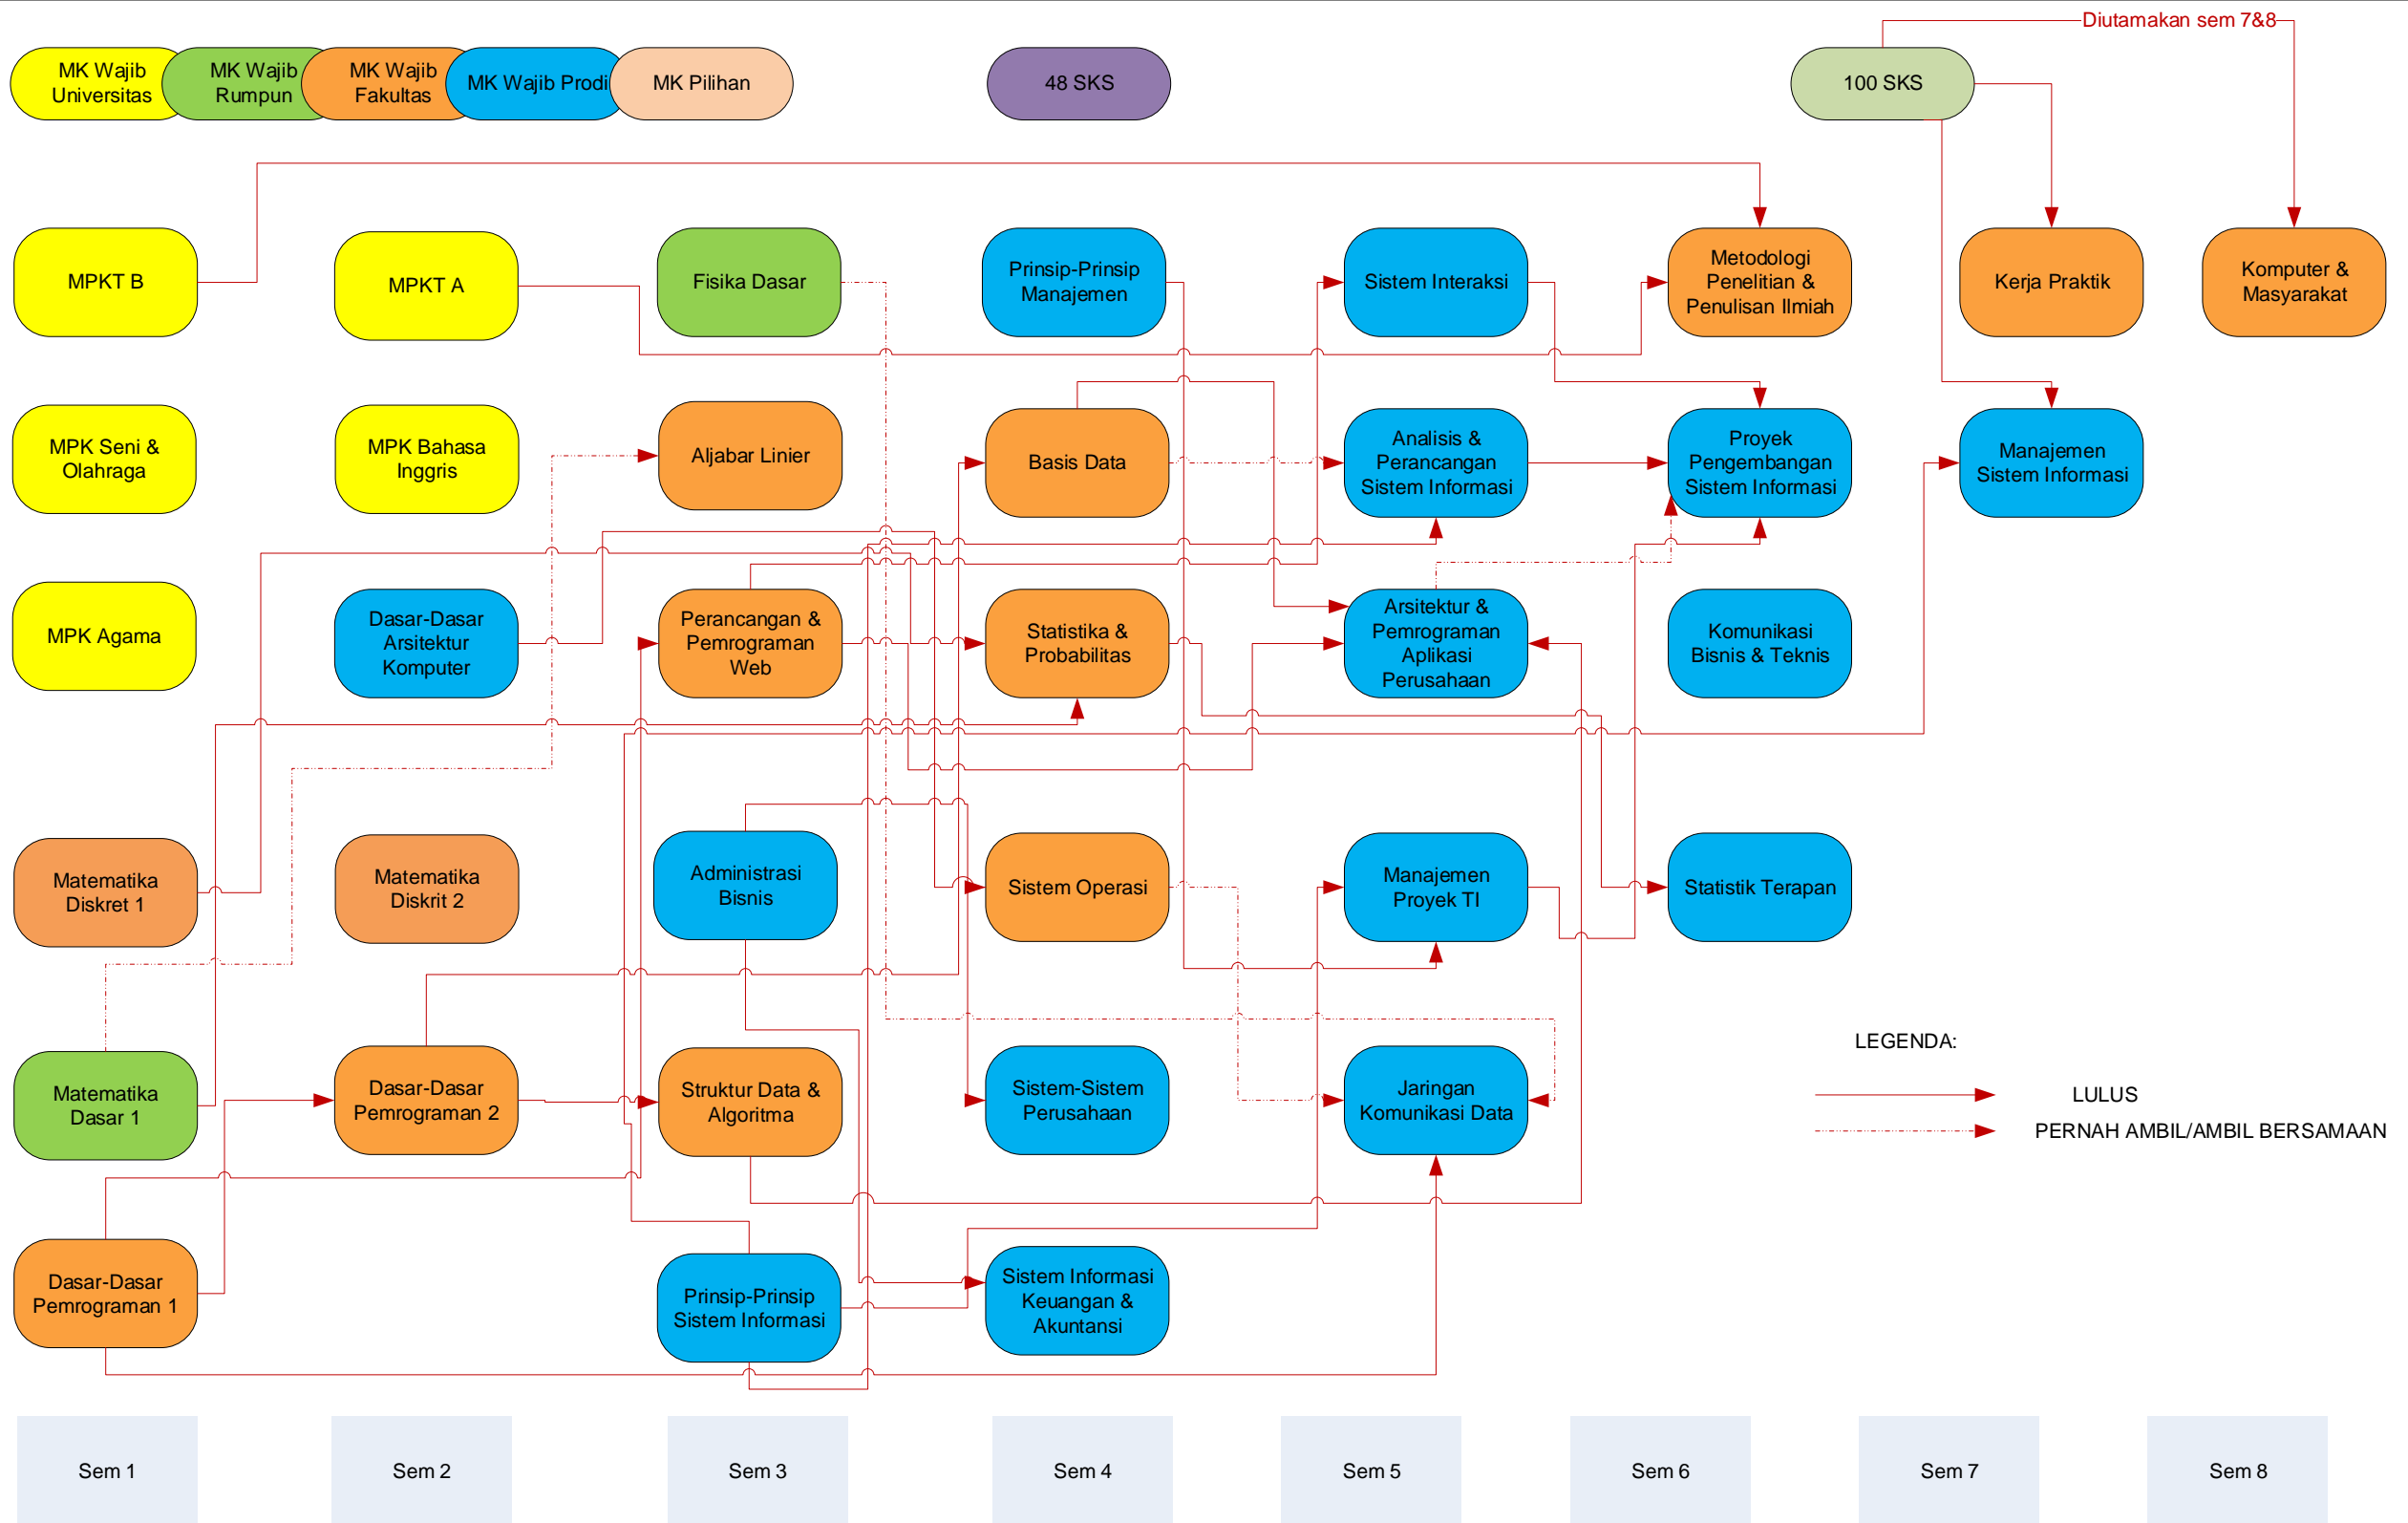 Diutamakan sem 7&8
MK Wajib
Universitas
MK Wajib
Rumpun
MK Wajib
Fakultas
MK Wajib Prodi
MK Pilihan
48 SKS
100 SKS
MPKT B
MPKT A
Fisika Dasar
Prinsip-Prinsip
Manajemen
Sistem Interaksi
Metodologi
Penelitian &
Penulisan Ilmiah
Kerja Praktik
Komputer &
Masyarakat
MPK Seni &
Olahraga
MPK Bahasa
Inggris
Aljabar Linier
Basis Data
Analisis &
Perancangan
Sistem Informasi
Proyek
Pengembangan
Sistem Informasi
Manajemen
Sistem Informasi
MPK Agama
Dasar-Dasar
Arsitektur
Komputer
Perancangan &
Pemrograman
Web
Statistika &
Probabilitas
Arsitektur &
Pemrograman
Aplikasi
Perusahaan
Komunikasi
Bisnis & Teknis
Matematika
Diskret 1
Matematika
Diskrit 2
Administrasi
Bisnis
Sistem Operasi
Manajemen
Proyek TI
Statistik Terapan
Matematika
Dasar 1
Dasar-Dasar
Pemrograman 2
Struktur Data &
Algoritma
Sistem-Sistem
Perusahaan
Jaringan
Komunikasi Data
LEGENDA:
LULUS
PERNAH AMBIL/AMBIL BERSAMAAN
Dasar-Dasar
Pemrograman 1
Prinsip-Prinsip
Sistem Informasi
Sistem Informasi
Keuangan &
Akuntansi
Sem 1
Sem 2
Sem 3
Sem 4
Sem 5
Sem 6
Sem 7
Sem 8